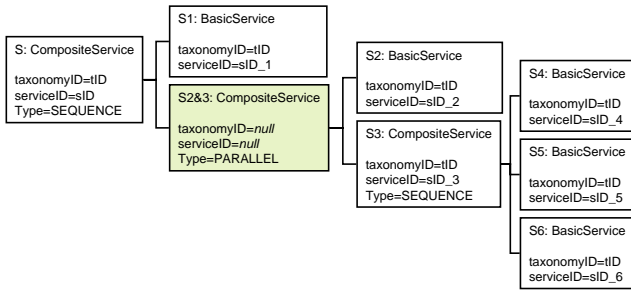 S: CompositeService
taxonomyID=tID
serviceID=sID
Type=SEQUENCE
S1: BasicService
taxonomyID=tID
serviceID=sID_1
S2&3: CompositeService
taxonomyID=null
serviceID=null
Type=PARALLEL
S2: BasicService
taxonomyID=tID
serviceID=sID_2
S3: CompositeService
taxonomyID=tID
serviceID=sID_3
Type=SEQUENCE
S4: BasicService
taxonomyID=tID
serviceID=sID_4
S5: BasicService
taxonomyID=tID
serviceID=sID_5
S6: BasicService
taxonomyID=tID
serviceID=sID_6